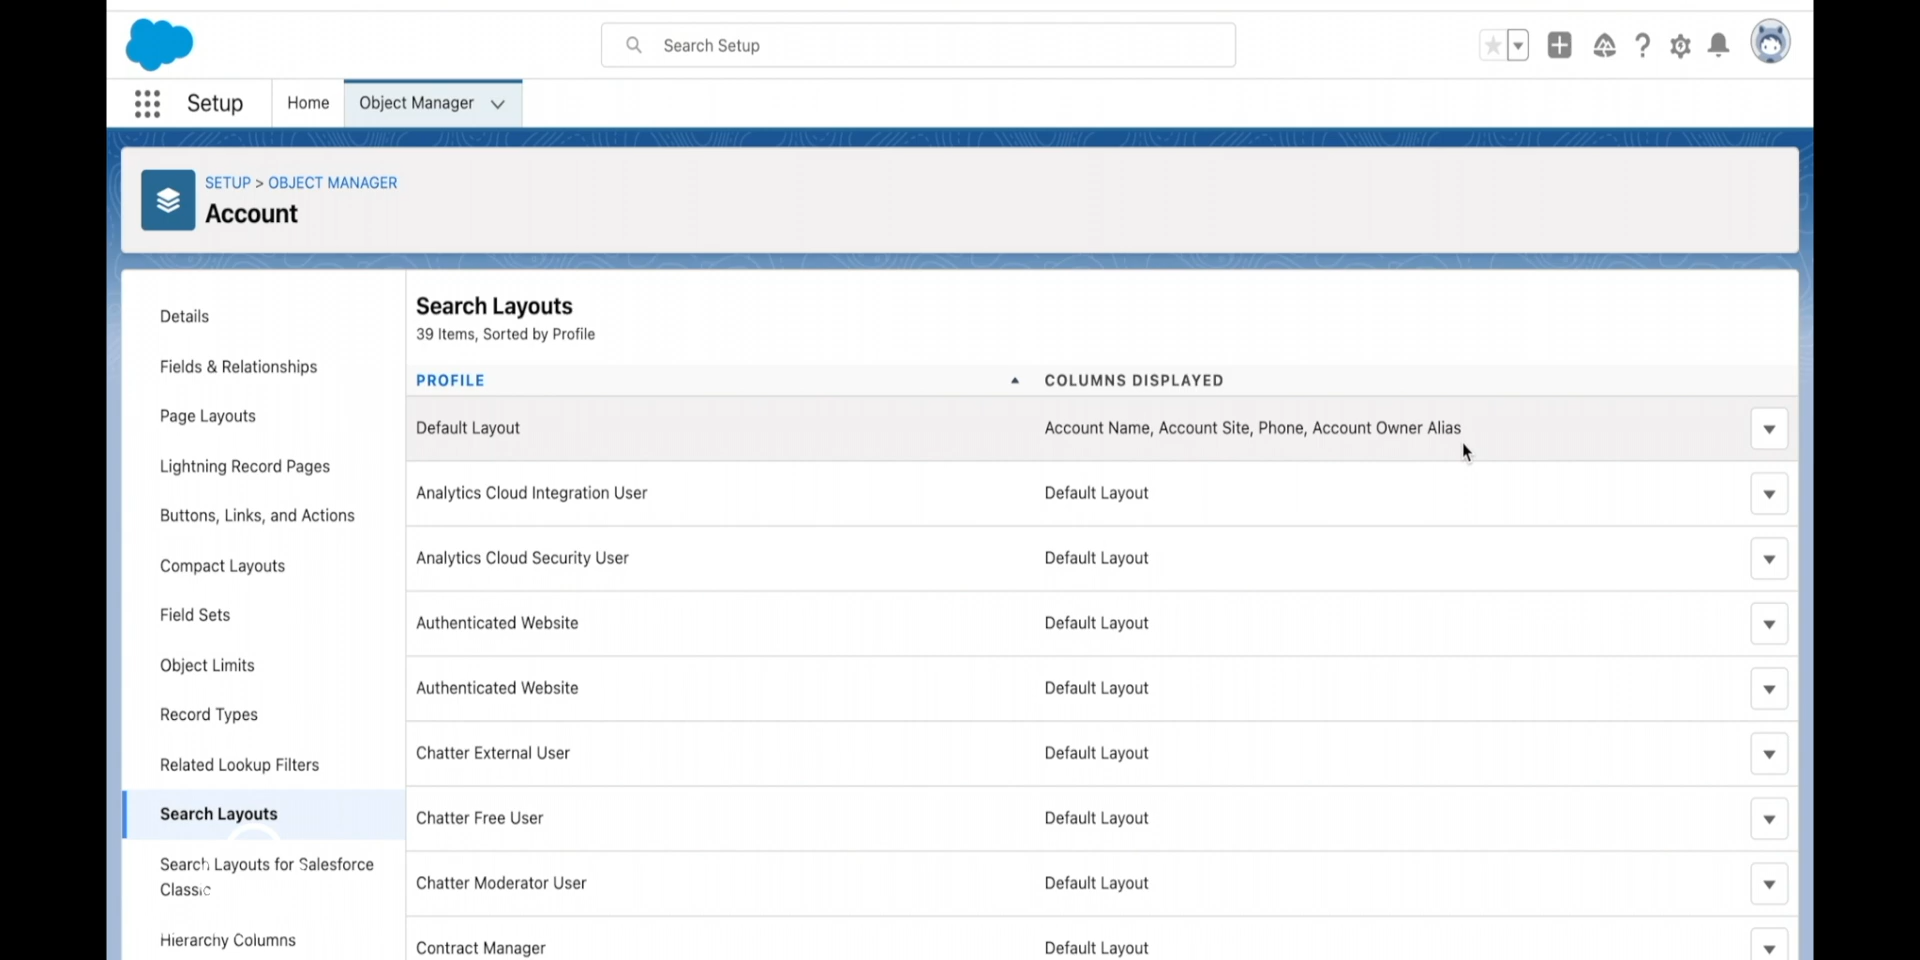 Search Setup
Setup
Home
Object Manager
SETUP > OBJECT MANAGER
Account
Details
Fields & Relationships
Page Layouts
Lightning Record Pages
Buttons, Links, and Actions
Compact Layouts
Field Sets
Object Limits
Record Types
Related Lookup Filters
Search Layouts
Search Layouts for Salesforce
Classic
Hierarchy Columns
Search Layouts
39 Items, Sorted by Profile
PROFILE COLUMNS DISPLAYED
Default Layout Account Name, Account Site, Phone, Account Owner Alias
Analytics Cloud Integration User Default Layout
Analytics Cloud Security User Default Layout
Authenticated Website Default Layout
Authenticated Website Default Layout
Chatter External User Default Layout
Chatter Free User Default Layout
Chatter Moderator User Default Layout
Contract Manager Default Layout